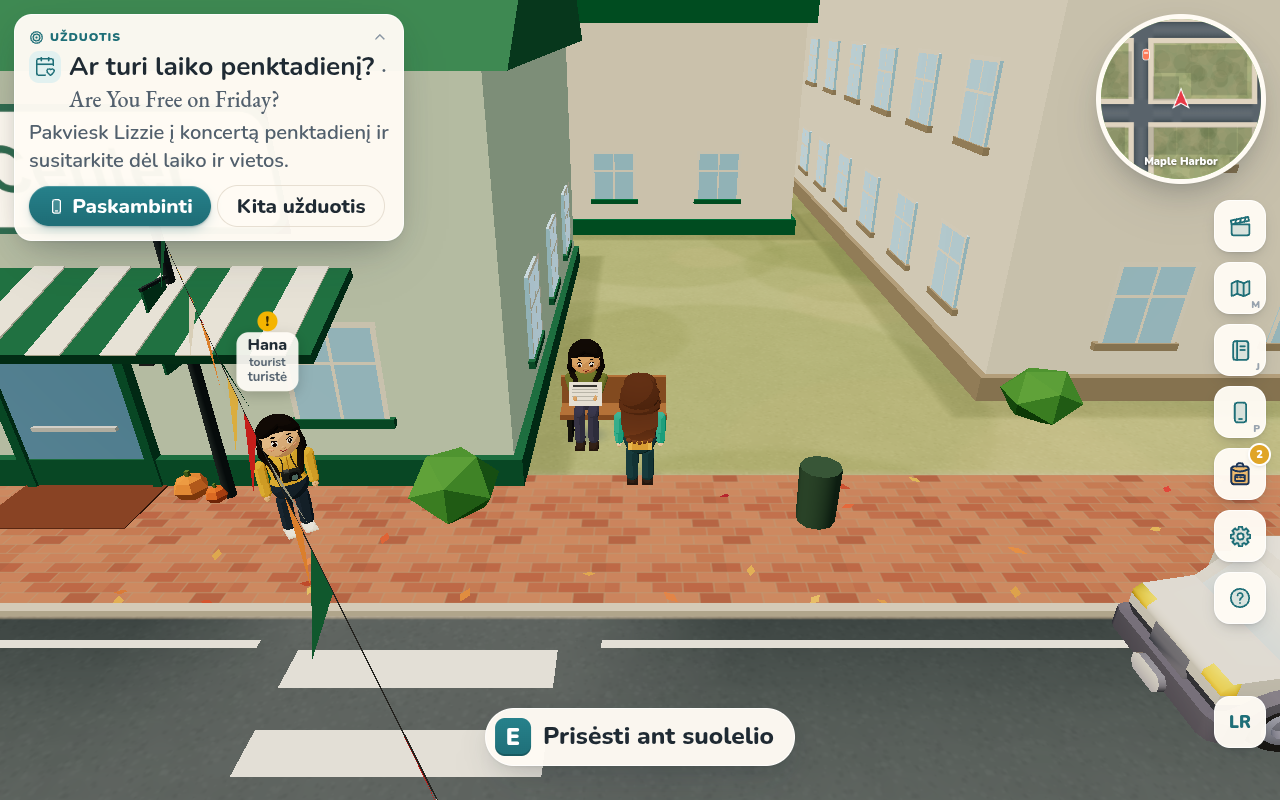 UŽDUOTIS
Ar turi laiko penktadienį? ·
Are You Free on Friday?
Pakviesk Lizzie į koncertą penktadienį ir
susitarkite dėl laiko ir vietos.
Paskambinti
Kita užduotis
Maple Harbor
M
J
P
2
!
Hana
tourist
turistė
E
Prisėsti ant suolelio
LR